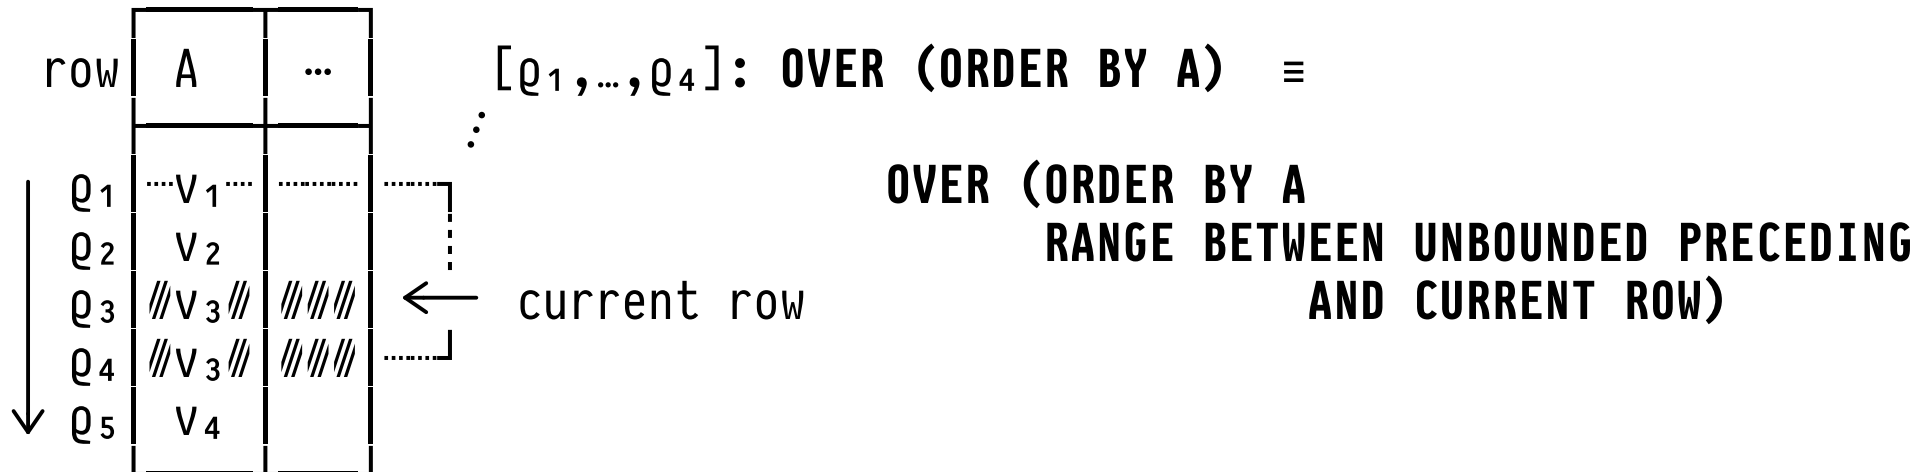 row A … [ϱ₁,…,ϱ₄]: OVER (ORDER BY A) ≡
ϱ₁ v₁ OVER (ORDER BY A
ϱ₂ v₂ RANGE BETWEEN UNBOUNDED PRECEDING
ϱ₃ v₃ current row AND CURRENT ROW)
ϱ₄ v₃
ϱ₅ v₄